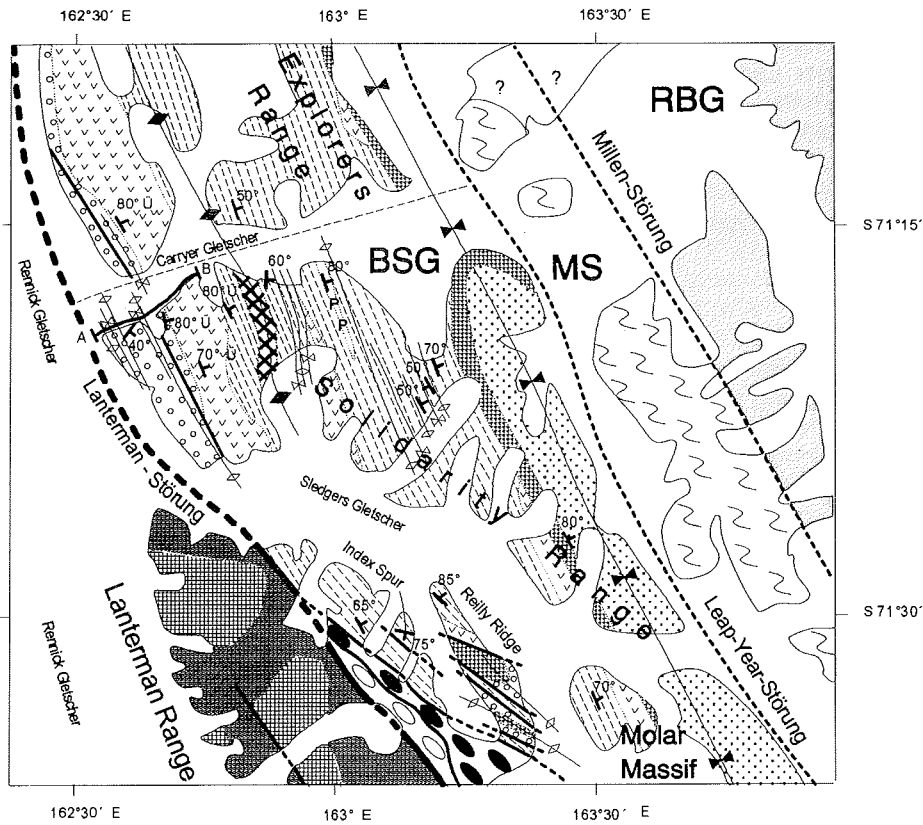 162°30´ E
163° E
163°30´ E
Explorers
Range
?
?
RBG
Millen-Störung
80° Ü
50°
S 71°15´
Carryer Gletscher
BSG
MS
Rennick Gletscher
A
B
40°
80° Ü
80° Ü
70° Ü
60°
80°
P
P
70°
60°
50°
Solidarity Range
Lanterman - Störung
Sledgers Gletscher
80°
Index Spur
85°
Reilly Ridge
65°
75°
S 71°30´
Leap-Year-Störung
Rennick Gletscher
Lanterman Range
70°
Molar
Massif
162°30´ E
163° E
163°30´ E